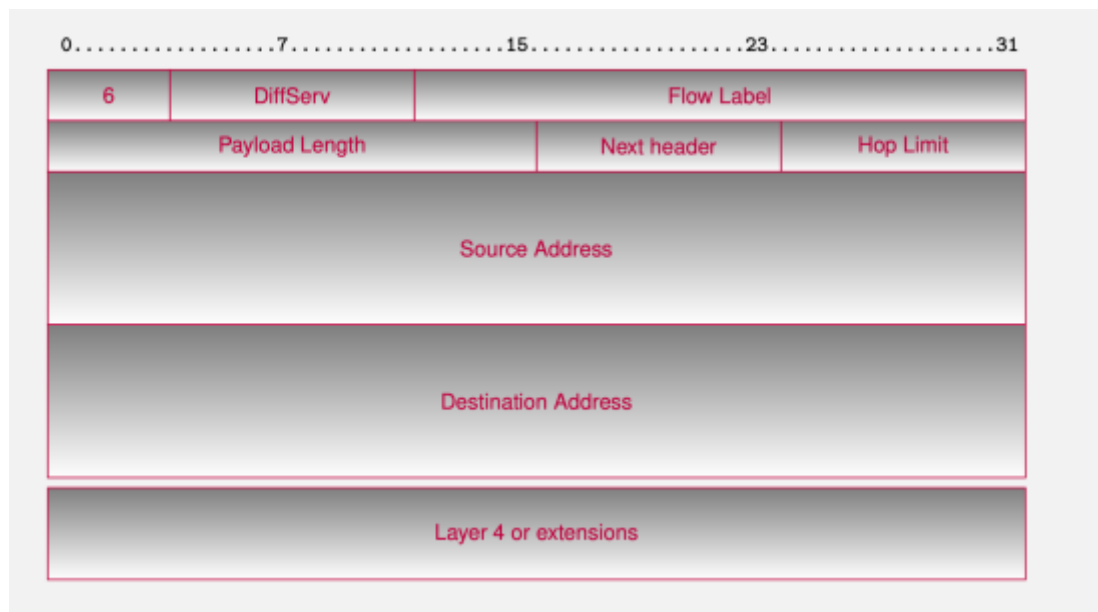 0...................7...................15...................23....................31
6 DiffServ Flow Label
Payload Length Next header Hop Limit
Source Address
Destination Address
Layer 4 or extensions